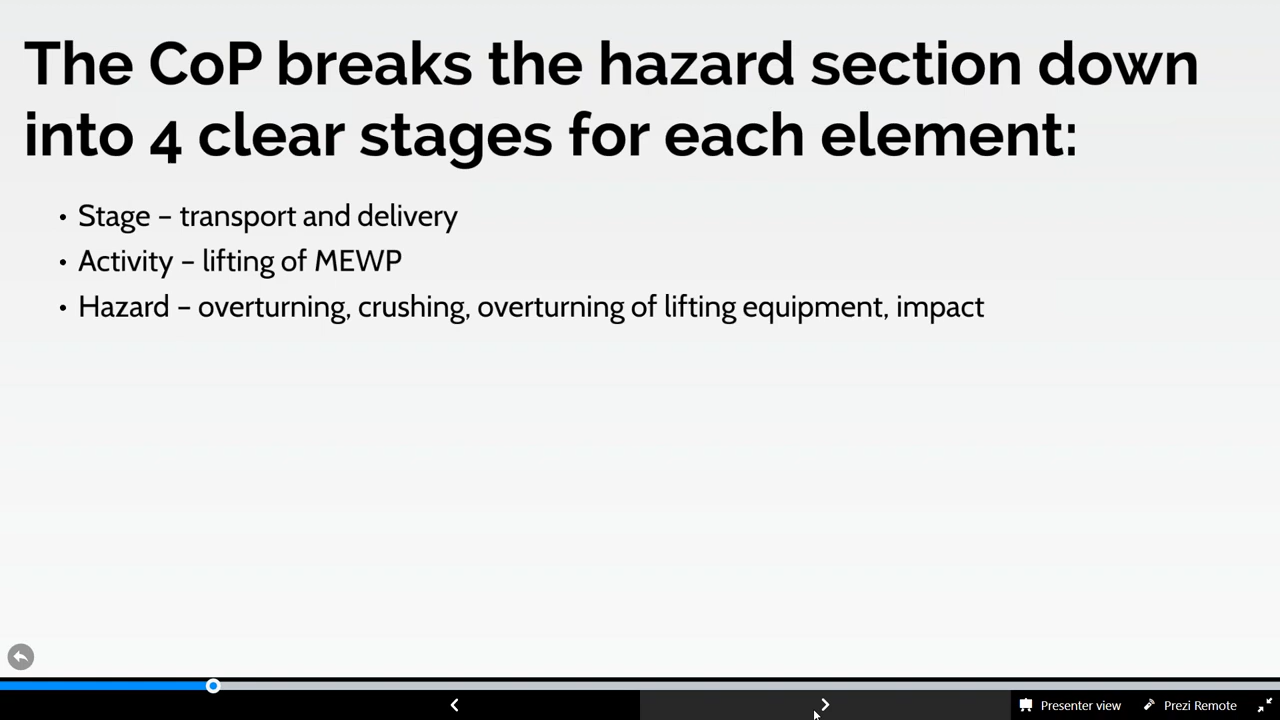 The CoP breaks the hazard section down
into 4 clear stages for each element:
• Stage – transport and delivery
• Activity – lifting of MEWP
• Hazard – overturning, crushing, overturning of lifting equipment, impact
Presenter view
Prezi Remote